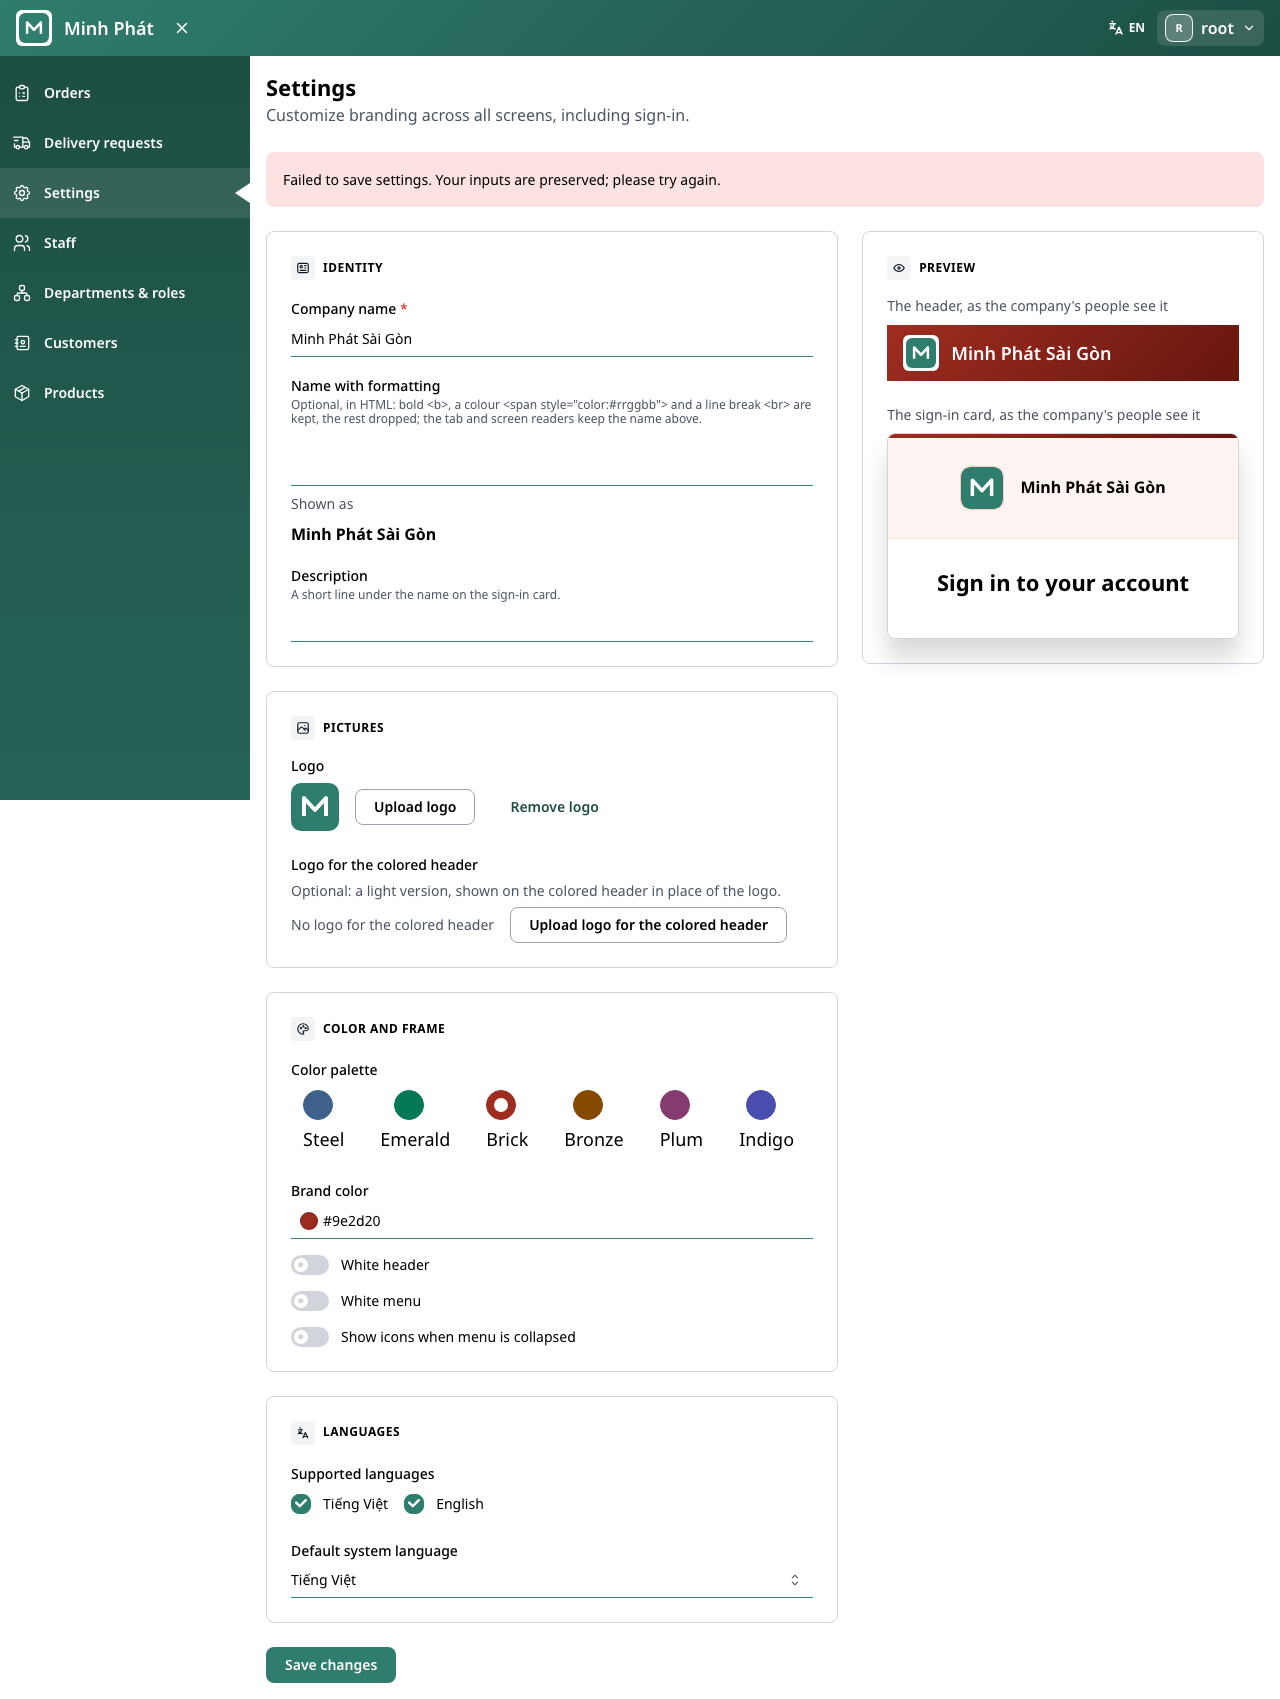 Minh Phát
EN
R
root
Orders
Delivery requests
Settings
Staff
Departments & roles
Customers
Products
Settings
Customize branding across all screens, including sign-in.
Failed to save settings. Your inputs are preserved; please try again.
IDENTITY
Company name *
Minh Phát Sài Gòn
Name with formatting
Optional, in HTML: bold <b>, a colour <span style="color:#rrggbb"> and a line break <br> are
kept, the rest dropped; the tab and screen readers keep the name above.
Shown as
Minh Phát Sài Gòn
Description
A short line under the name on the sign-in card.
PREVIEW
The header, as the company's people see it
Minh Phát Sài Gòn
The sign-in card, as the company's people see it
Minh Phát Sài Gòn
Sign in to your account
PICTURES
Logo
Upload logo
Remove logo
Logo for the colored header
Optional: a light version, shown on the colored header in place of the logo.
No logo for the colored header
Upload logo for the colored header
COLOR AND FRAME
Color palette
Steel
Emerald
Brick
Bronze
Plum
Indigo
Brand color
#9e2d20
White header
White menu
Show icons when menu is collapsed
LANGUAGES
Supported languages
Tiếng Việt
English
Default system language
Tiếng Việt
Save changes